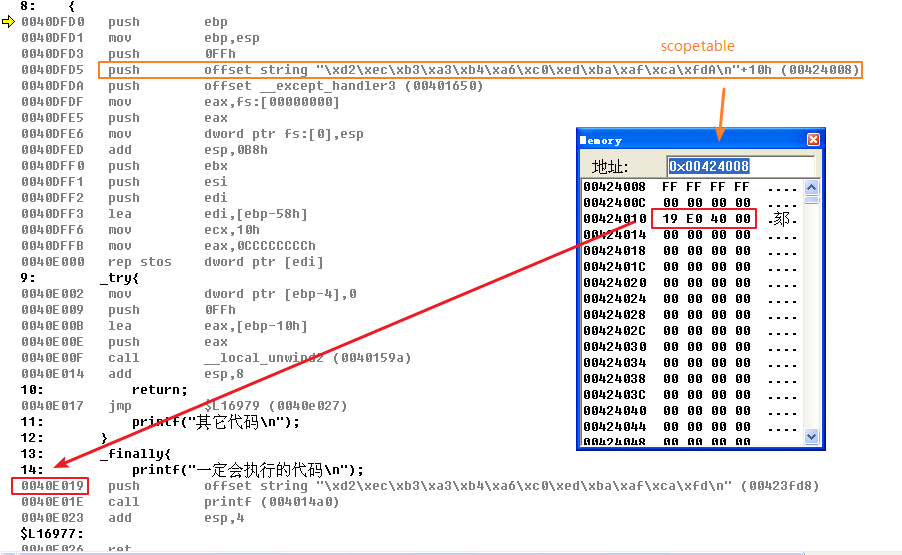 8:    {
0040DFD0   push        ebp
0040DFD1   mov         ebp,esp
0040DFD3   push        0FFh
scopetable
0040DFD5   push        offset string "\xd2\xec\xb3\xa3\xb4\xa6\xc0\xed\xba\xaf\xca\xfdA\n"+10h (00424008)
0040DFDA   push        offset __except_handler3 (00401650)
0040DFDF   mov         eax,fs:[00000000]
0040DFE5   push        eax
0040DFE6   mov         dword ptr fs:[0],esp
0040DFED   add         esp,0B8h
0040DFF0   push        ebx
0040DFF1   push        esi
0040DFF2   push        edi
0040DFF3   lea         edi,[ebp-58h]
0040DFF6   mov         ecx,10h
0040DFFB   mov         eax,0CCCCCCCCh
0040E000   rep stos    dword ptr [edi]
9:        _try{
0040E002   mov         dword ptr [ebp-4],0
0040E009   push        0FFh
0040E00B   lea         eax,[ebp-10h]
0040E00E   push        eax
0040E00F   call        __local_unwind2 (0040159a)
0040E014   add         esp,8
10:           return;
0040E017   jmp         $L16979 (0040e027)
11:           printf("其它代码\n");
12:       }
13:       _finally{
14:           printf("一定会执行的代码\n");
0040E019   push        offset string "\xd2\xec\xb3\xa3\xb4\xa6\xc0\xed\xba\xaf\xca\xfd\n" (00423fd8)
0040E01E   call        printf (004014a0)
0040E023   add         esp,4
$L16977:
0040E026   ret
Memory
地址: 0x00424008
00424008  FF FF FF FF  ....
0042400C  00 00 00 00  ....
00424010  19 E0 40 00  .郂.
00424014  00 00 00 00  ....
00424018  00 00 00 00  ....
0042401C  00 00 00 00  ....
00424020  00 00 00 00  ....
00424024  00 00 00 00  ....
00424028  00 00 00 00  ....
0042402C  00 00 00 00  ....
00424030  00 00 00 00  ....
00424034  00 00 00 00  ....
00424038  00 00 00 00  ....
0042403C  00 00 00 00  ....
00424040  00 00 00 00  ....
00424044  00 00 00 00  ....
00424048  00 00 00 00  ....